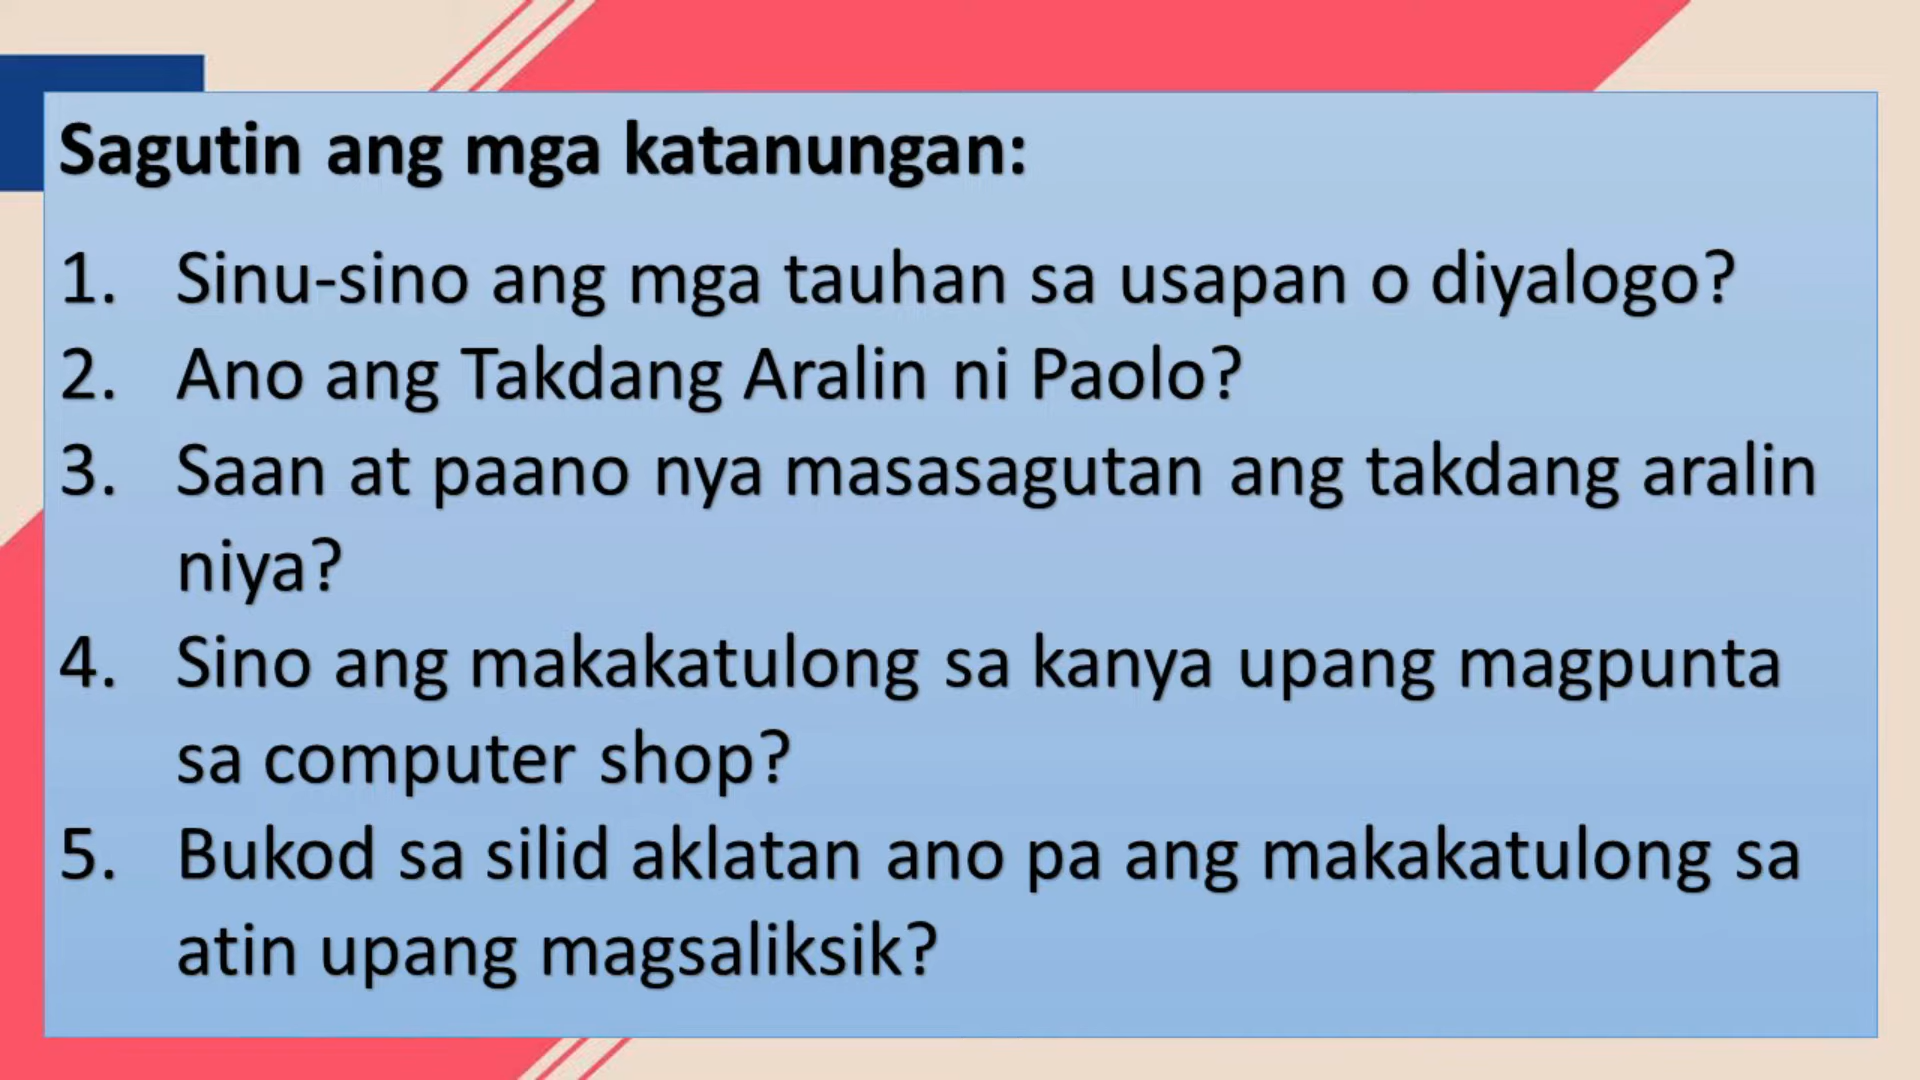 Sagutin ang mga katanungan:
1. Sinu-sino ang mga tauhan sa usapan o diyalogo?
2. Ano ang Takdang Aralin ni Paolo?
3. Saan at paano nya masasagutan ang takdang aralin
niya?
4. Sino ang makakatulong sa kanya upang magpunta
sa computer shop?
5. Bukod sa silid aklatan ano pa ang makakatulong sa
atin upang magsaliksik?